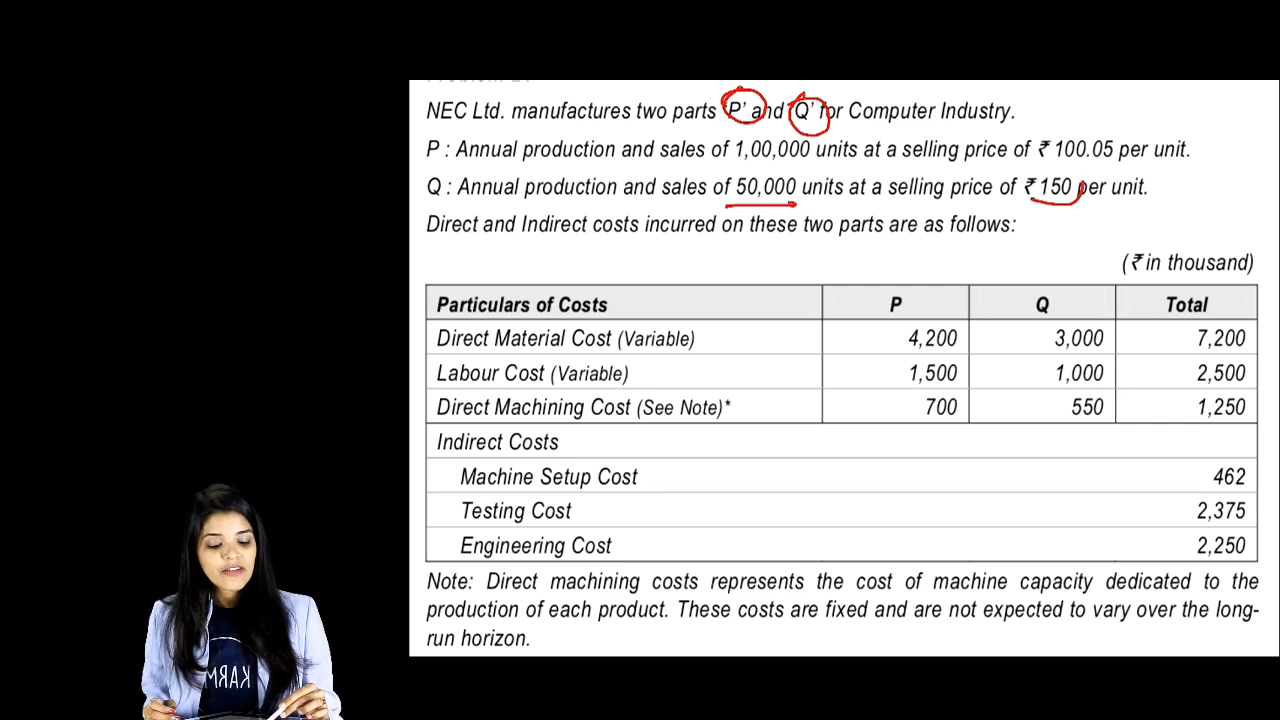 NEC Ltd. manufactures two parts 'P' and 'Q' for Computer Industry.
P : Annual production and sales of 1,00,000 units at a selling price of ₹ 100.05 per unit.
Q : Annual production and sales of 50,000 units at a selling price of ₹ 150 per unit.
Direct and Indirect costs incurred on these two parts are as follows:
(₹ in thousand)
Particulars of Costs P Q Total
Direct Material Cost (Variable) 4,200 3,000 7,200
Labour Cost (Variable) 1,500 1,000 2,500
Direct Machining Cost (See Note)* 700 550 1,250
Indirect Costs
Machine Setup Cost 462
Testing Cost 2,375
Engineering Cost 2,250
Note: Direct machining costs represents the cost of machine capacity dedicated to the
production of each product. These costs are fixed and are not expected to vary over the long-
run horizon.
KARM